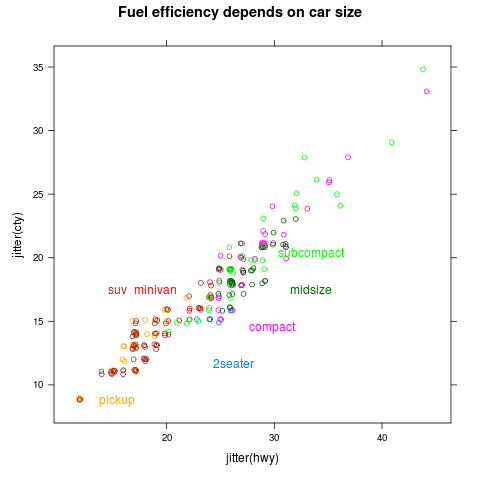 Fuel efficiency depends on car size
35
30
25
20
15
10
jitter(cty)
subcompact
suv minivan
midsize
compact
2seater
pickup
20 30 40
jitter(hwy)